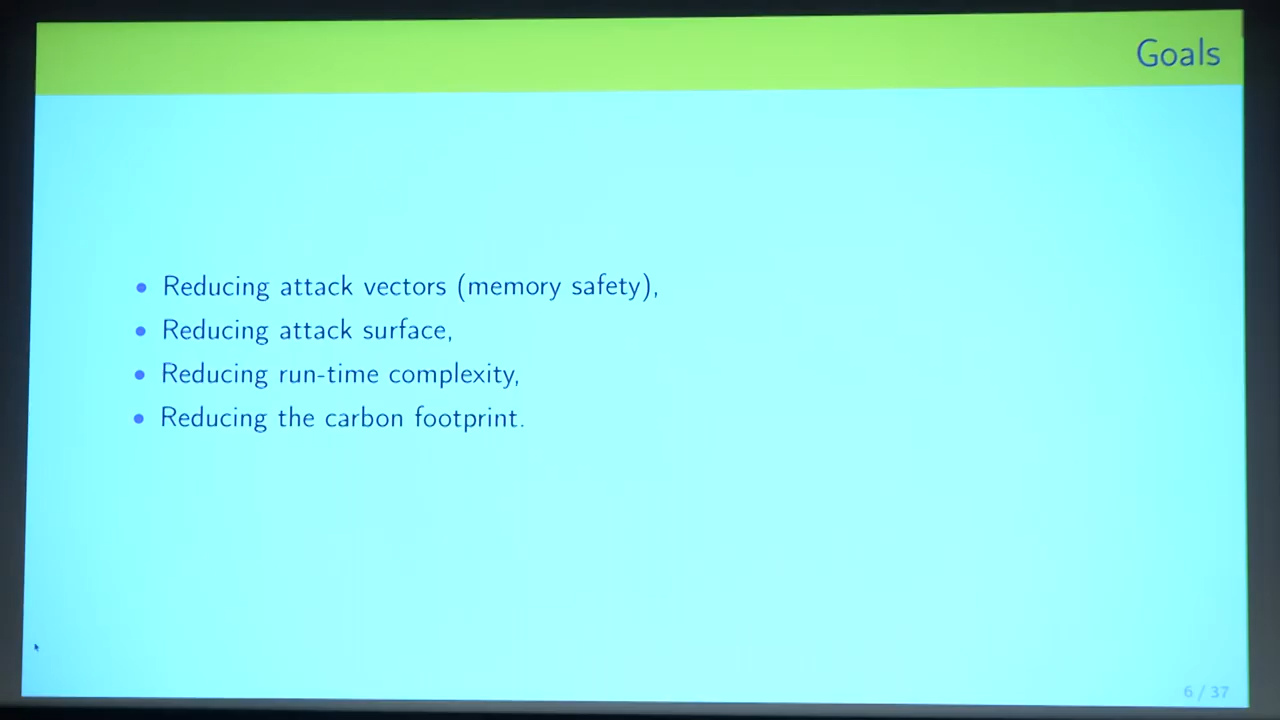 Goals
• Reducing attack vectors (memory safety),
• Reducing attack surface,
• Reducing run-time complexity,
• Reducing the carbon footprint.
6 / 37